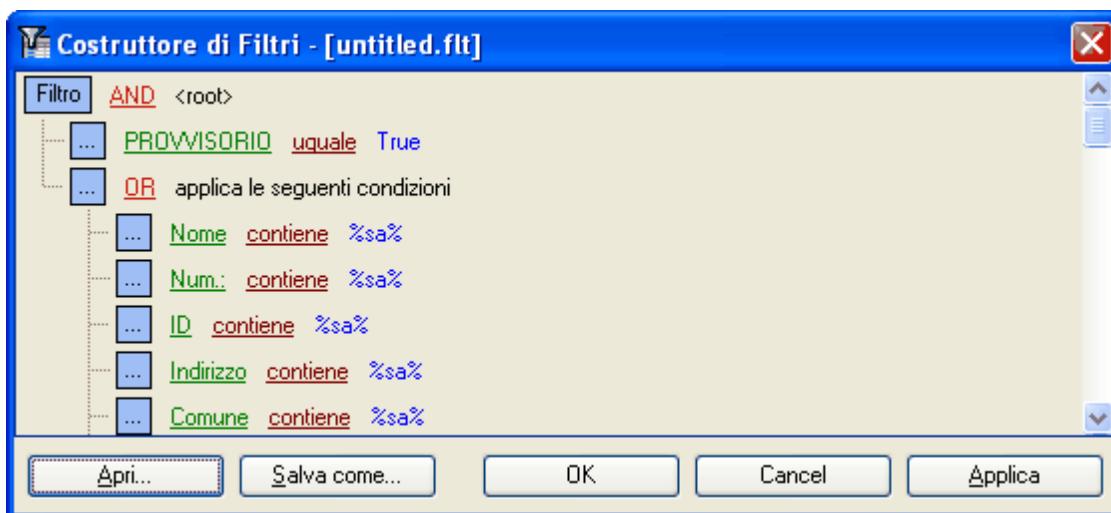 Costruttore di Filtri - [untitled.flt]
Filtro AND <root>
... PROVVISORIO uguale True
... OR applica le seguenti condizioni
... Nome contiene %sa%
... Num.: contiene %sa%
... ID contiene %sa%
... Indirizzo contiene %sa%
... Comune contiene %sa%
Apri... Salva come... OK Cancel Applica